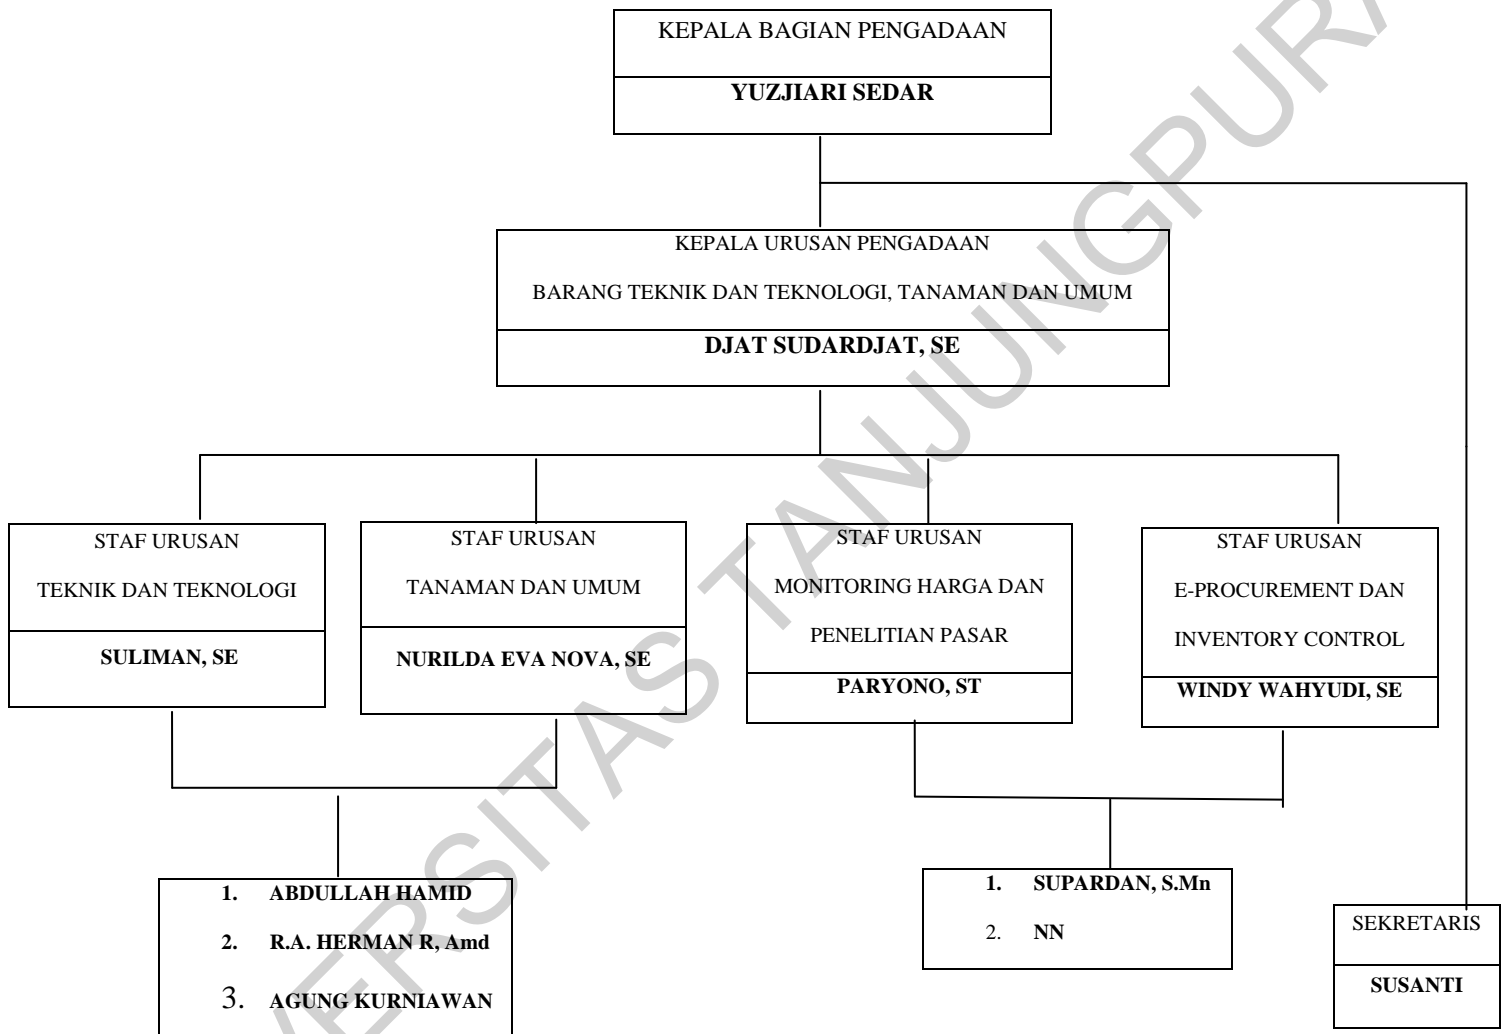 KEPALA BAGIAN PENGADAAN
YUZJIARI SEDAR
KEPALA URUSAN PENGADAAN
BARANG TEKNIK DAN TEKNOLOGI, TANAMAN DAN UMUM
DJAT SUDARDJAT, SE
STAF URUSAN
TEKNIK DAN TEKNOLOGI
SULIMAN, SE
STAF URUSAN
TANAMAN DAN UMUM
NURILDA EVA NOVA, SE
STAF URUSAN
MONITORING HARGA DAN
PENELITIAN PASAR
PARYONO, ST
STAF URUSAN
E-PROCUREMENT DAN
INVENTORY CONTROL
WINDY WAHYUDI, SE
1. ABDULLAH HAMID
2. R.A. HERMAN R, Amd
3. AGUNG KURNIAWAN
1. SUPARDAN, S.Mn
2. NN
SEKRETARIS
SUSANTI
VERSITAS TANJUNGPURA